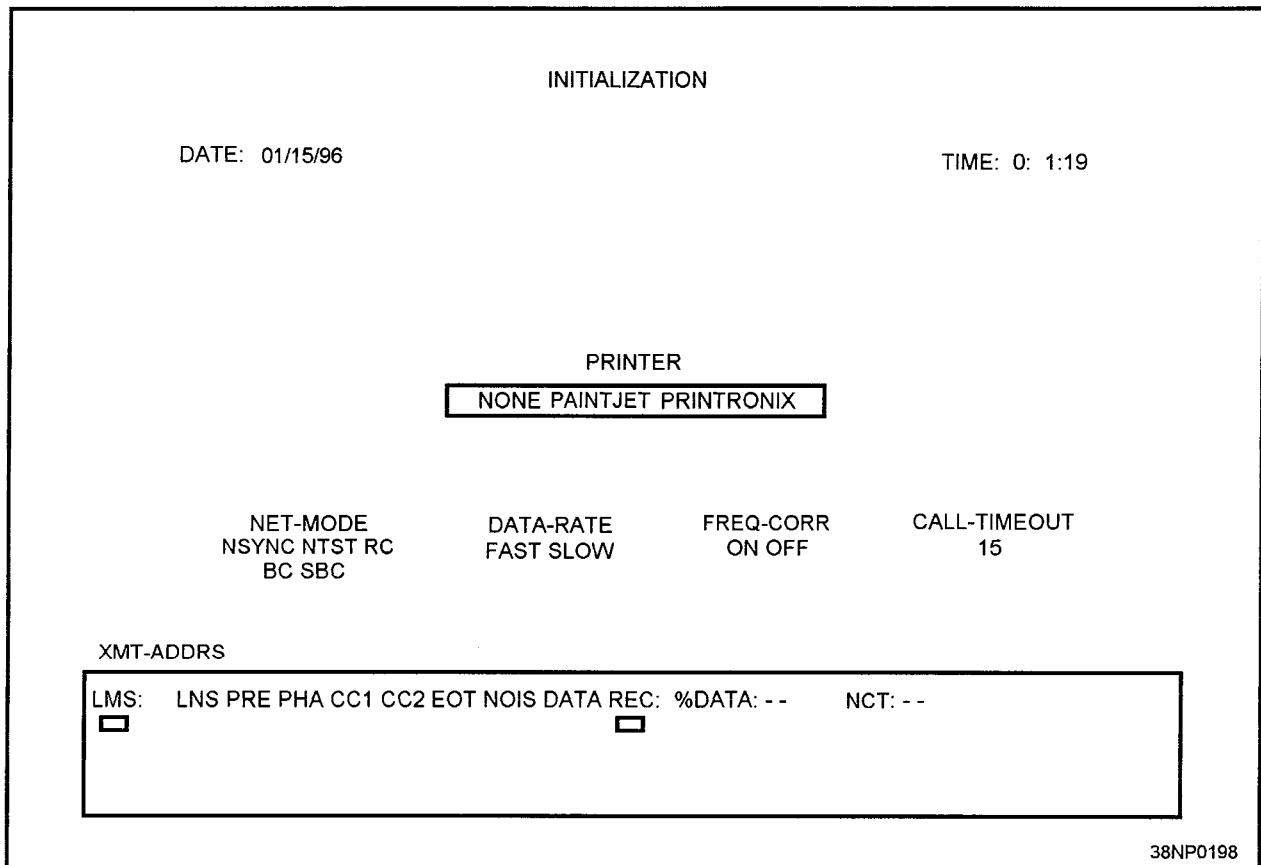 INITIALIZATION
DATE: 01/15/96
TIME: 0: 1:19
PRINTER
NONE PAINTJET PRINTRONIX
NET-MODE DATA-RATE FREQ-CORR CALL-TIMEOUT
NSYNC NTST RC FAST SLOW ON OFF 15
BC SBC
XMT-ADDRS
LMS: LNS PRE PHA CC1 CC2 EOT NOIS DATA REC: %DATA: - - NCT: - -
38NP0198